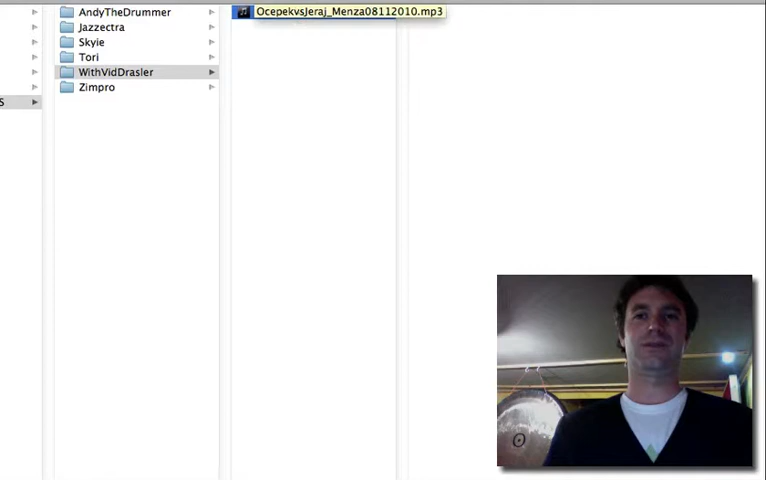 AndyTheDrummer
Jazzectra
Skyie
Tori
WithVidDrasler
Zimpro
S
OcepekvsJeraj_Menza08112010.mp3